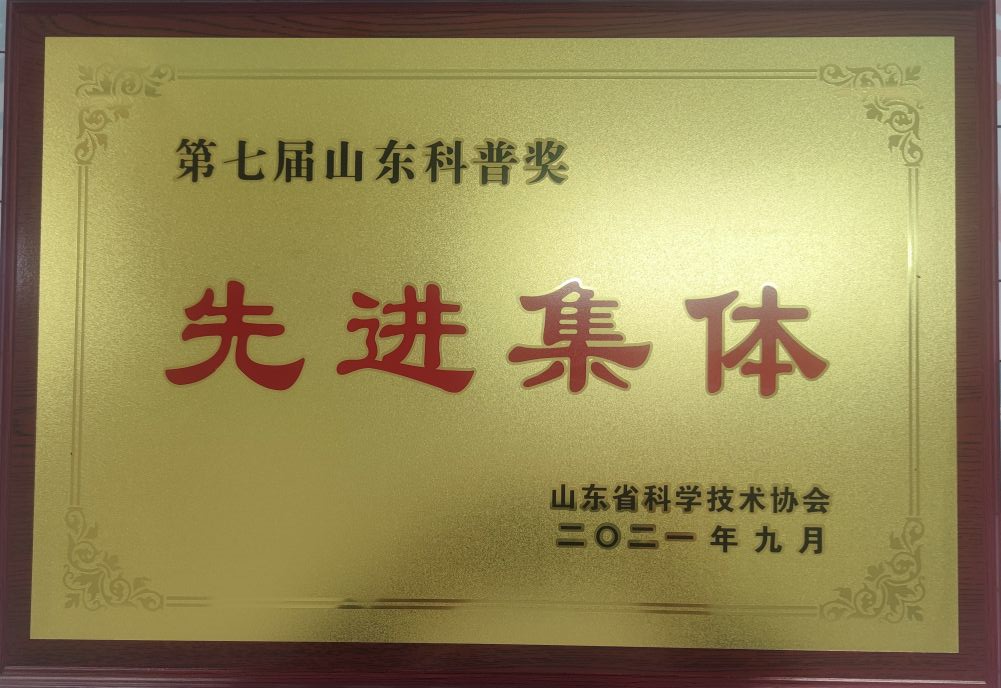 第七届山东科普奖
先进集体
山东省科学技术协会
二〇二一年九月